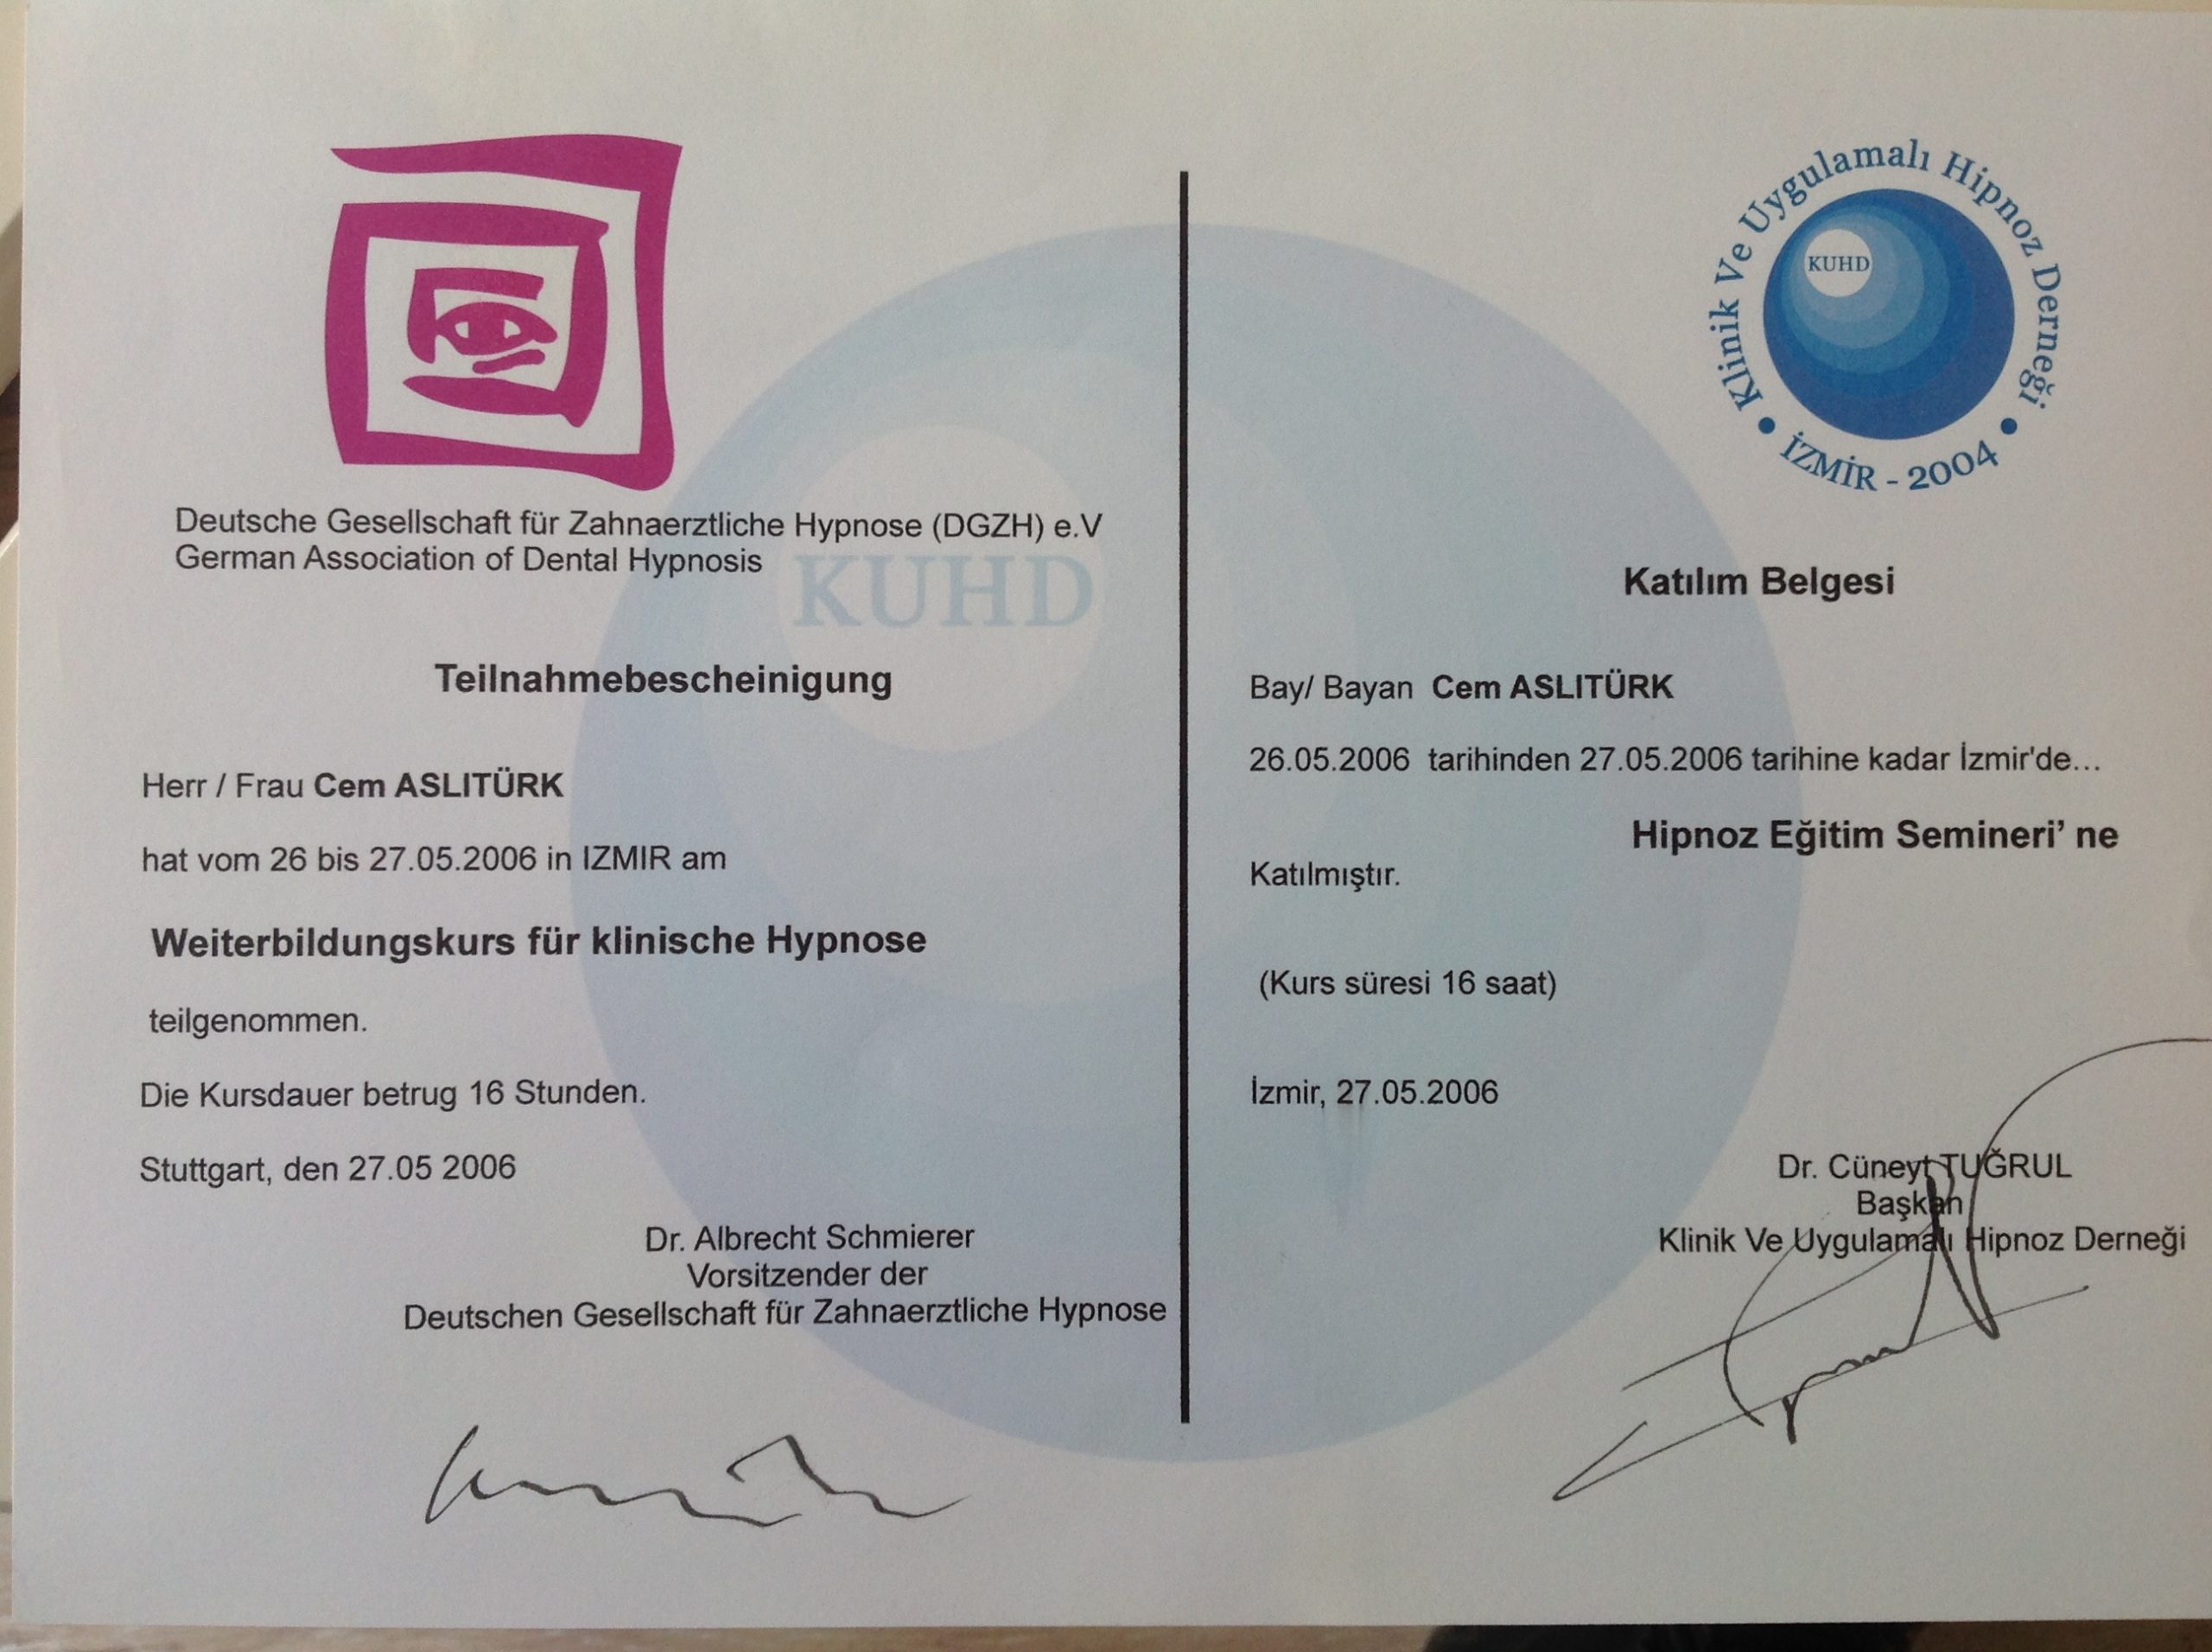 Deutsche Gesellschaft für Zahnaerztliche Hypnose (DGZH) e.V
German Association of Dental Hypnosis
Teilnahmebescheinigung
Herr / Frau Cem ASLITÜRK
hat vom 26 bis 27.05.2006 in IZMIR am
Weiterbildungskurs für klinische Hypnose
teilgenommen.
Die Kursdauer betrug 16 Stunden.
Stuttgart, den 27.05 2006
Dr. Albrecht Schmierer
Vorsitzender der
Deutschen Gesellschaft für Zahnaerztliche Hypnose
KUHD
Klinik Ve Uygulamalı Hipnoz Derneği
KUHD
İZMİR - 2004
Katılım Belgesi
Bay/ Bayan Cem ASLITÜRK
26.05.2006 tarihinden 27.05.2006 tarihine kadar İzmir'de...
Hipnoz Eğitim Semineri’ ne
Katılmıştır.
(Kurs süresi 16 saat)
İzmir, 27.05.2006
Dr. Cüneyt TUĞRUL
Başkan
Klinik Ve Uygulamalı Hipnoz Derneği